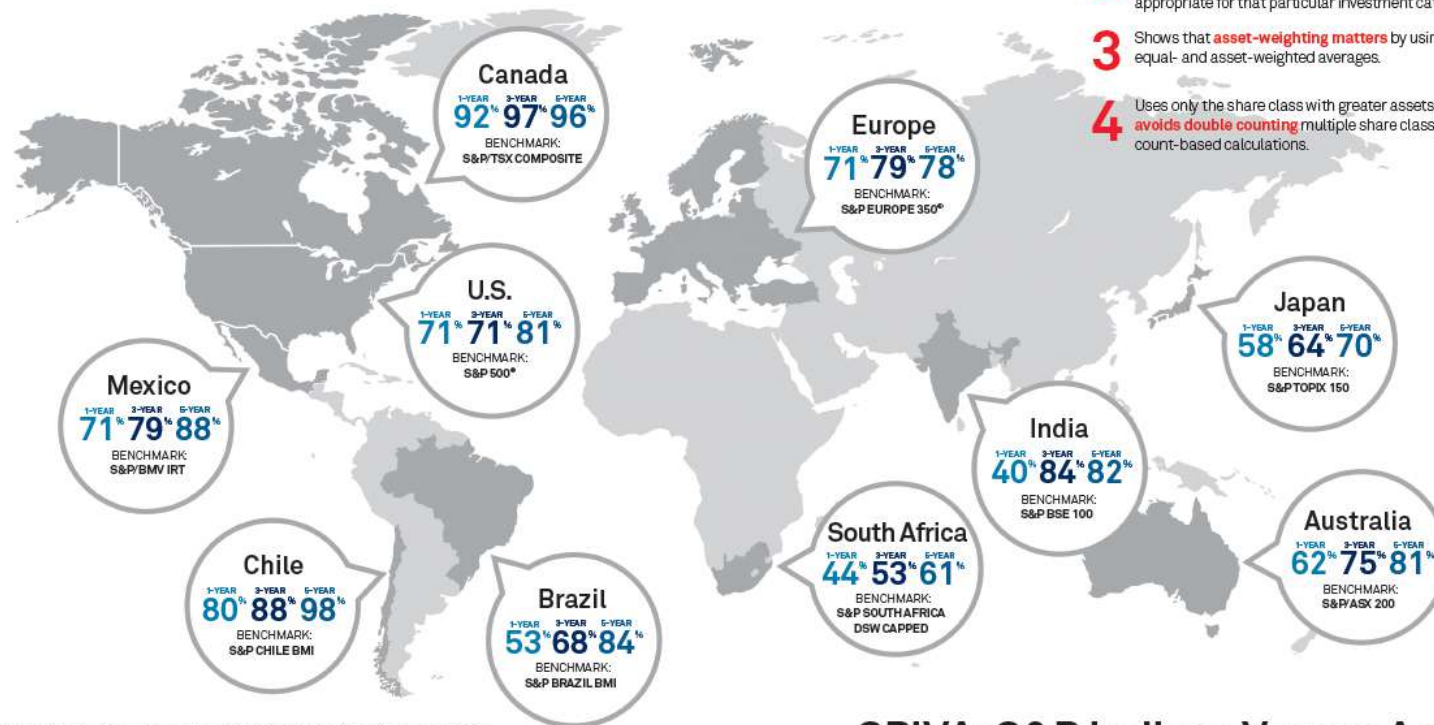 appropriate for that particular investment
3 Shows that asset-weighting matters by
equal- and asset-weighted averages.
4 Uses only the share class with greater assets
avoids double counting multiple share
count-based calculations.
Canada
1-YEAR 3-YEAR 5-YEAR
92% 97% 96%
BENCHMARK:
S&P/TSX COMPOSITE
Europe
1-YEAR 3-YEAR 5-YEAR
71% 79% 78%
BENCHMARK:
S&P EUROPE 350®
U.S.
1-YEAR 3-YEAR 5-YEAR
71% 71% 81%
BENCHMARK:
S&P 500®
Japan
1-YEAR 3-YEAR 5-YEAR
58% 64% 70%
BENCHMARK:
S&P TOPIX 150
Mexico
1-YEAR 3-YEAR 5-YEAR
71% 79% 88%
BENCHMARK:
S&P/BMV IRT
India
1-YEAR 3-YEAR 5-YEAR
40% 84% 82%
BENCHMARK:
S&P BSE 100
Chile
1-YEAR 3-YEAR 5-YEAR
80% 88% 98%
BENCHMARK:
S&P CHILE BMI
Brazil
1-YEAR 3-YEAR 5-YEAR
53% 68% 84%
BENCHMARK:
S&P BRAZIL BMI
South Africa
1-YEAR 3-YEAR 5-YEAR
44% 53% 61%
BENCHMARK:
S&P SOUTH AFRICA
DSW CAPPED
Australia
1-YEAR 3-YEAR 5-YEAR
62% 75% 81%
BENCHMARK:
S&P/ASX 200